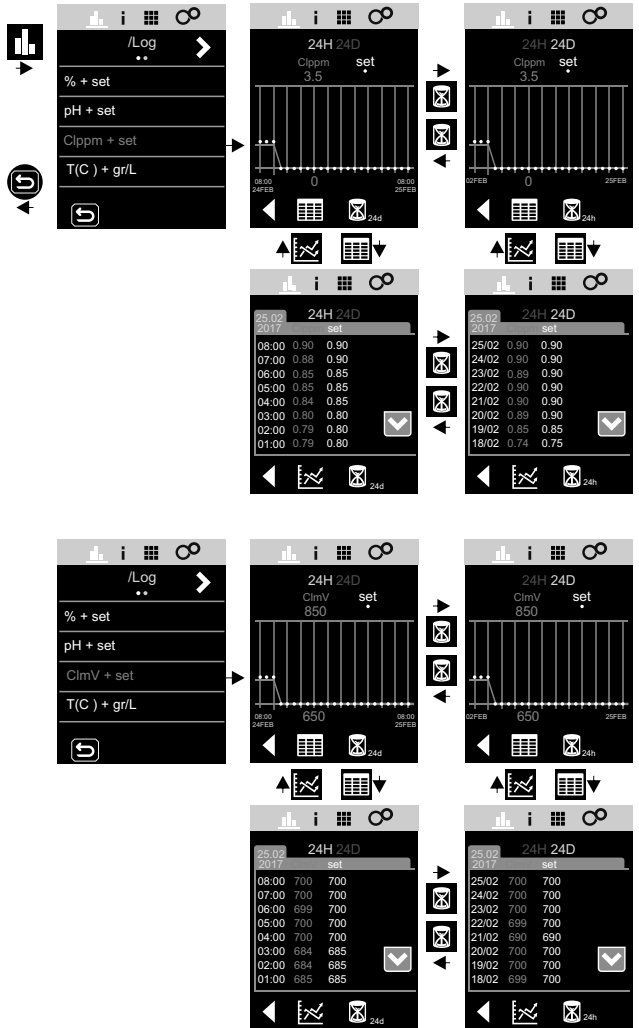 /Log
% + set
pH + set
Clppm + set
T(C ) + gr/L
24H 24D
Clppm set
3.5
08:00 0 08:00
24FEB 25FEB
24d
24H 24D
Clppm set
3.5
02FEB 0 25FEB
24h
25.02 24H 24D
2017 Clppm set
08:00 0.90 0.90
07:00 0.88 0.90
06:00 0.85 0.85
05:00 0.85 0.85
04:00 0.84 0.85
03:00 0.80 0.80
02:00 0.79 0.80
01:00 0.79 0.80
24d
25.02 24H 24D
2017 Clppm set
25/02 0.90 0.90
24/02 0.90 0.90
23/02 0.89 0.90
22/02 0.90 0.90
21/02 0.90 0.90
20/02 0.89 0.90
19/02 0.85 0.85
18/02 0.74 0.75
24h
/Log
% + set
pH + set
ClmV + set
T(C ) + gr/L
24H 24D
ClmV set
850
08:00 650 08:00
24FEB 25FEB
24d
24H 24D
ClmV set
850
02FEB 650 25FEB
24h
25.02 24H 24D
2017 set
08:00 700 700
07:00 700 700
06:00 699 700
05:00 700 700
04:00 700 700
03:00 684 685
02:00 684 685
01:00 685 685
24d
25.02 24H 24D
2017 set
25/02 700 700
24/02 700 700
23/02 700 700
22/02 699 700
21/02 690 690
20/02 700 700
19/02 700 700
18/02 699 700
24h